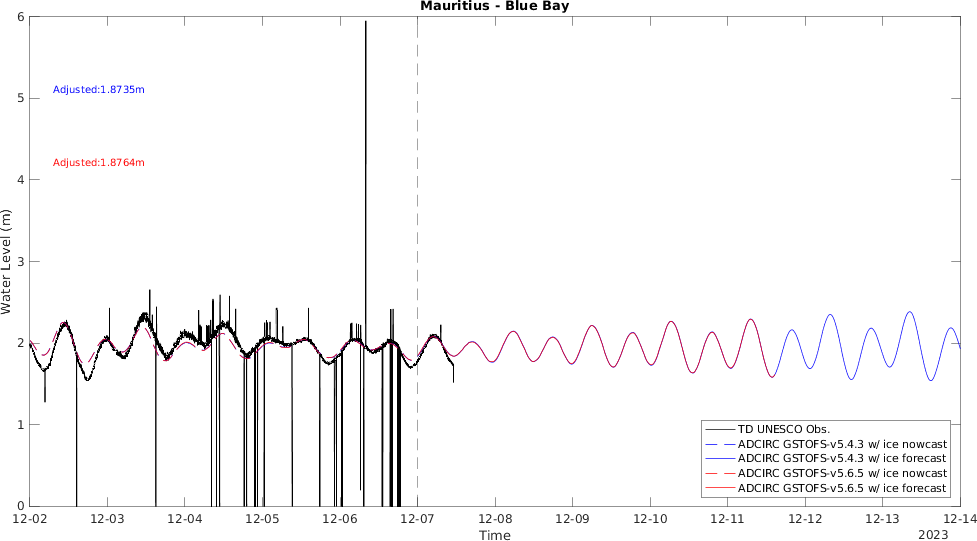 Mauritius - Blue Bay
6
5
4
3
2
1
0
Water Level (m)
Adjusted:1.8735m
Adjusted:1.8764m
TD UNESCO Obs.
ADCIRC GSTOFS-v5.4.3 w/ ice nowcast
ADCIRC GSTOFS-v5.4.3 w/ ice forecast
ADCIRC GSTOFS-v5.6.5 w/ ice nowcast
ADCIRC GSTOFS-v5.6.5 w/ ice forecast
12-02 12-03 12-04 12-05 12-06 12-07 12-08 12-09 12-10 12-11 12-12 12-13 12-14
Time
2023